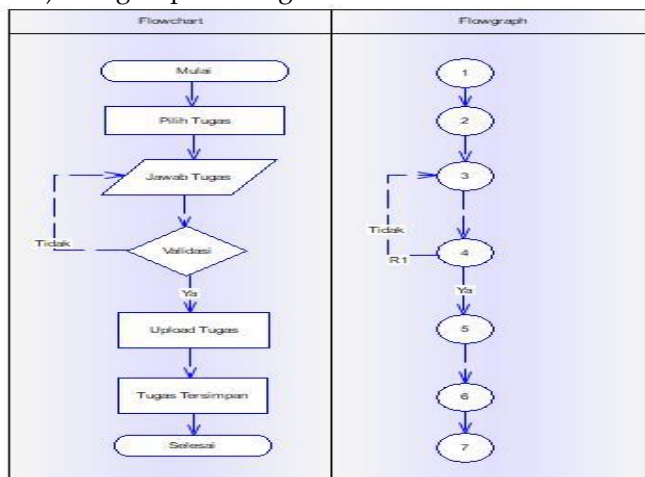 Flowchart
Flowgraph
Mulai
Pilih Tugas
Jawab Tugas
Tidak
Validasi
Ya
Upload Tugas
Tugas Tersimpan
Selesai
1
2
3
Tidak
R1
4
Ya
5
6
7